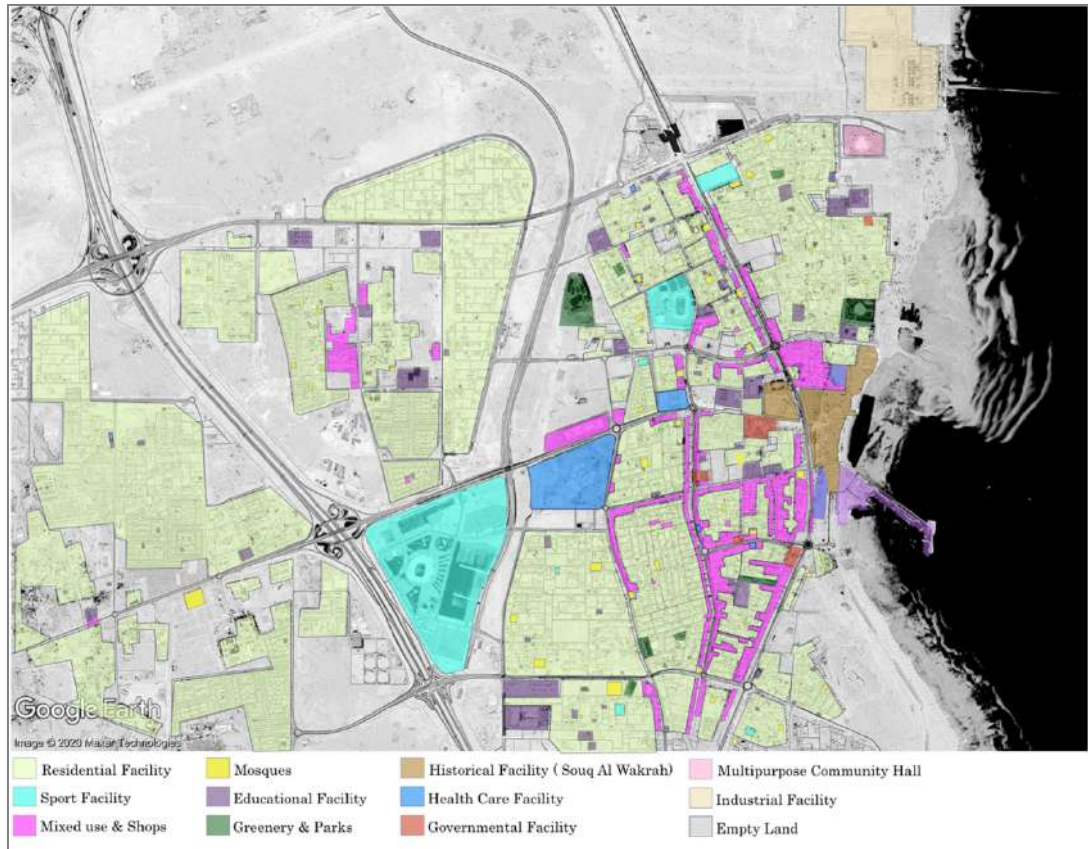 Google Earth
Image © 2020 Maxar Technologies
Residential Facility
Mosques
Historical Facility ( Souq Al Wakrah)
Multipurpose Community Hall
Sport Facility
Educational Facility
Health Care Facility
Industrial Facility
Mixed use & Shops
Greenery & Parks
Governmental Facility
Empty Land